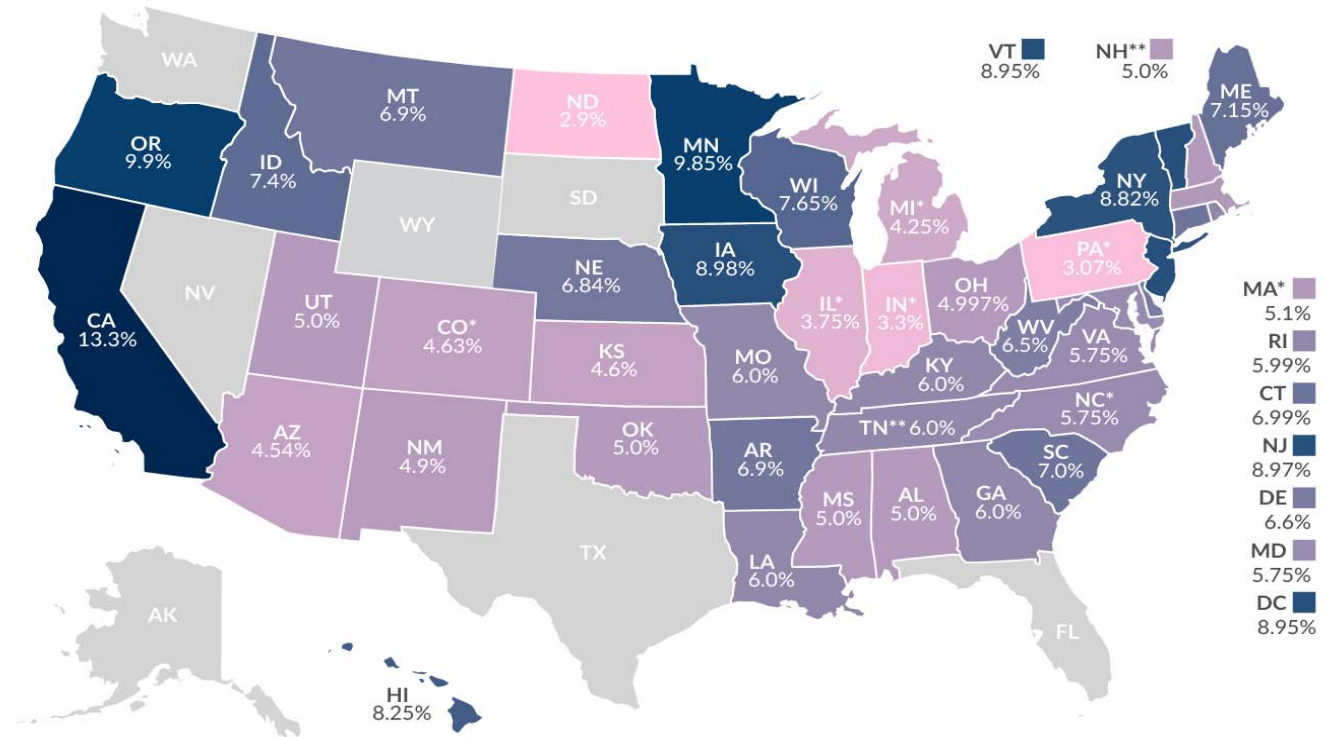 WA
VT
8.95%
NH**
5.0%
ME
7.15%
MT
6.9%
ND
2.9%
OR
9.9%
ID
7.4%
MN
9.85%
WI
7.65%
NY
8.82%
SD
WY
MI*
4.25%
IA
8.98%
NE
6.84%
PA*
3.07%
NV
UT
5.0%
CO*
4.63%
IL*
3.75%
IN*
3.3%
OH
4.997%
CA
13.3%
WV
6.5%
VA
5.75%
KS
4.6%
MO
6.0%
KY
6.0%
NC*
5.75%
AZ
4.54%
NM
4.9%
OK
5.0%
AR
6.9%
TN** 6.0%
SC
7.0%
MS
5.0%
AL
5.0%
GA
6.0%
TX
LA
6.0%
AK
FL
HI
8.25%
MA*
5.1%
RI
5.99%
CT
6.99%
NJ
8.97%
DE
6.6%
MD
5.75%
DC
8.95%